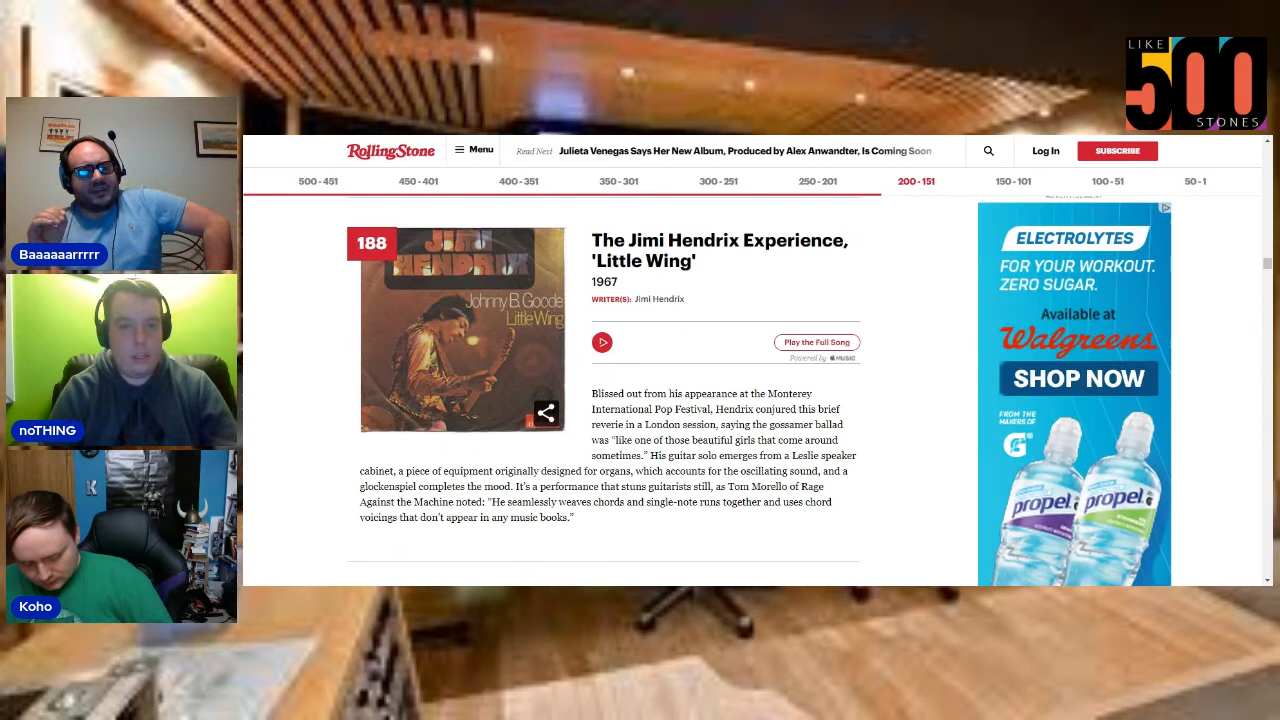 LIKE
500
STONES
RollingStone
Menu
Read Next Julieta Venegas Says Her New Album, Produced by Alex Anwandter, Is Coming Soon
Log In
SUBSCRIBE
500 - 451
450 - 401
400 - 351
350 - 301
300 - 251
250 - 201
200 - 151
150 - 101
100 - 51
50 - 1
ADVERTISEMENT
188
JIMI
HENDRIX
Johnny B. Goode
Little Wing
The Jimi Hendrix Experience,
'Little Wing'
1967
WRITER(S): Jimi Hendrix
Play the Full Song
Powered by MUSIC
Blissed out from his appearance at the Monterey
International Pop Festival, Hendrix conjured this brief
reverie in a London session, saying the gossamer ballad
was “like one of those beautiful girls that come around
sometimes.” His guitar solo emerges from a Leslie speaker
cabinet, a piece of equipment originally designed for organs, which accounts for the oscillating sound, and a
glockenspiel completes the mood. It’s a performance that stuns guitarists still, as Tom Morello of Rage
Against the Machine noted: “He seamlessly weaves chords and single-note runs together and uses chord
voicings that don’t appear in any music books.”
ELECTROLYTES
FOR YOUR WORKOUT.
ZERO SUGAR.
Available at
Walgreens
SHOP NOW
FROM THE
MAKERS OF
G
propel
propel
Baaaaaarrrrr
noTHING
K
Koho